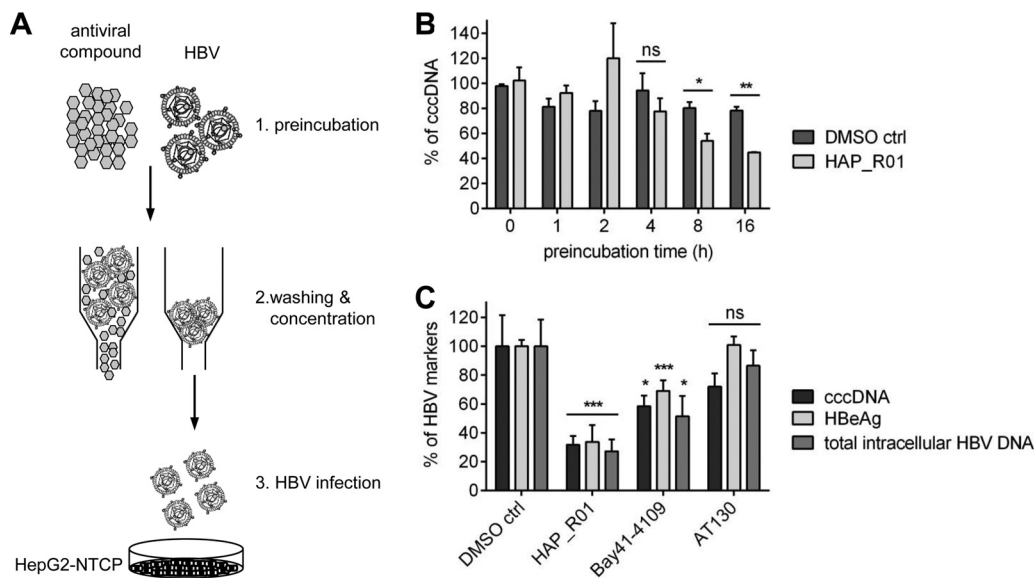 A
antiviral
compound
HBV
1. preincubation
2.washing &
concentration
3. HBV infection
HepG2-NTCP
B
% of cccDNA
140
120
100
80
60
40
20
0
ns
*
**
0 1 2 4 8 16
preincubation time (h)
DMSO ctrl
HAP_R01
C
% of HBV markers
120
100
80
60
40
20
0
***
* *** *
ns
DMSO ctrl
HAP_R01
Bay41-4109
AT130
cccDNA
HBeAg
total intracellular HBV DNA